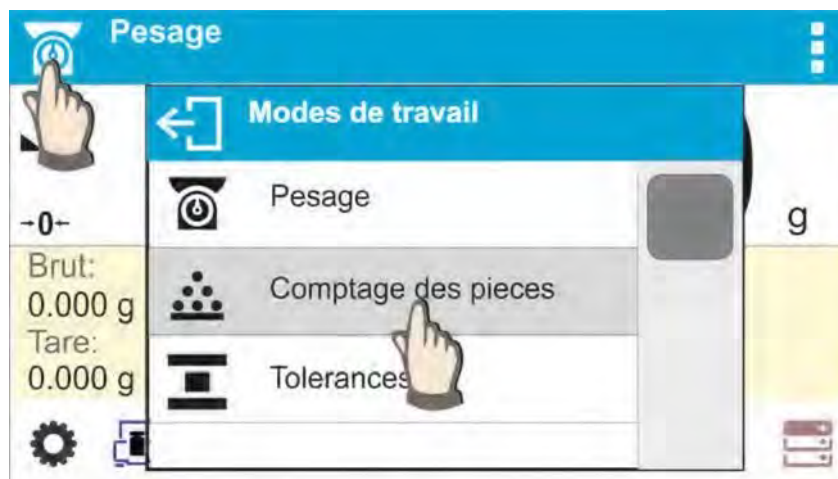 Pesage
Modes de travail
Pesage
→0←
g
Comptage des pieces
Brut:
0.000 g
Tolerances
Tare:
0.000 g